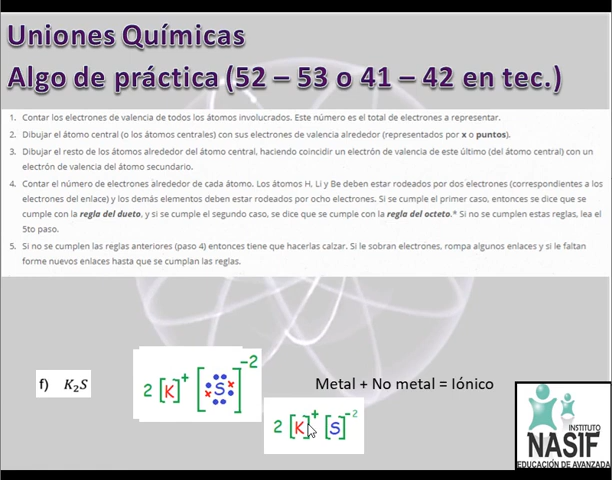 Uniones Químicas
Algo de práctica (52 – 53 o 41 – 42 en tec.)
1. Contar los electrones de valencia de todos los átomos involucrados. Este número es el total de electrones a representar.
2. Dibujar el átomo central (o los átomos centrales) con sus electrones de valencia alrededor (representados por x o puntos).
3. Dibujar el resto de los átomos alrededor del átomo central, haciendo coincidir un electrón de valencia de este último (del átomo central) con un
electrón de valencia del átomo secundario.
4. Contar el número de electrones alrededor de cada átomo. Los átomos H, Li y Be deben estar rodeados por dos electrones (correspondientes a los
electrones del enlace) y los demás elementos deben estar rodeados por ocho electrones. Si se cumple el primer caso, entonces se dice que se
cumple con la regla del dueto, y si se cumple el segundo caso, se dice que se cumple con la regla del octeto.* Si no se cumplen estas reglas, lea el
5to paso.
5. Si no se cumplen las reglas anteriores (paso 4) entonces tiene que hacerlas calzar. Si le sobran electrones, rompa algunos enlaces y si le faltan
forme nuevos enlaces hasta que se cumplan las reglas.
f) K₂S
2 [K]⁺ [S]⁻²
Metal + No metal = Iónico
2 [K]⁺ [S]⁻²
INSTITUTO
NASIF
EDUCACIÓN DE AVANZADA